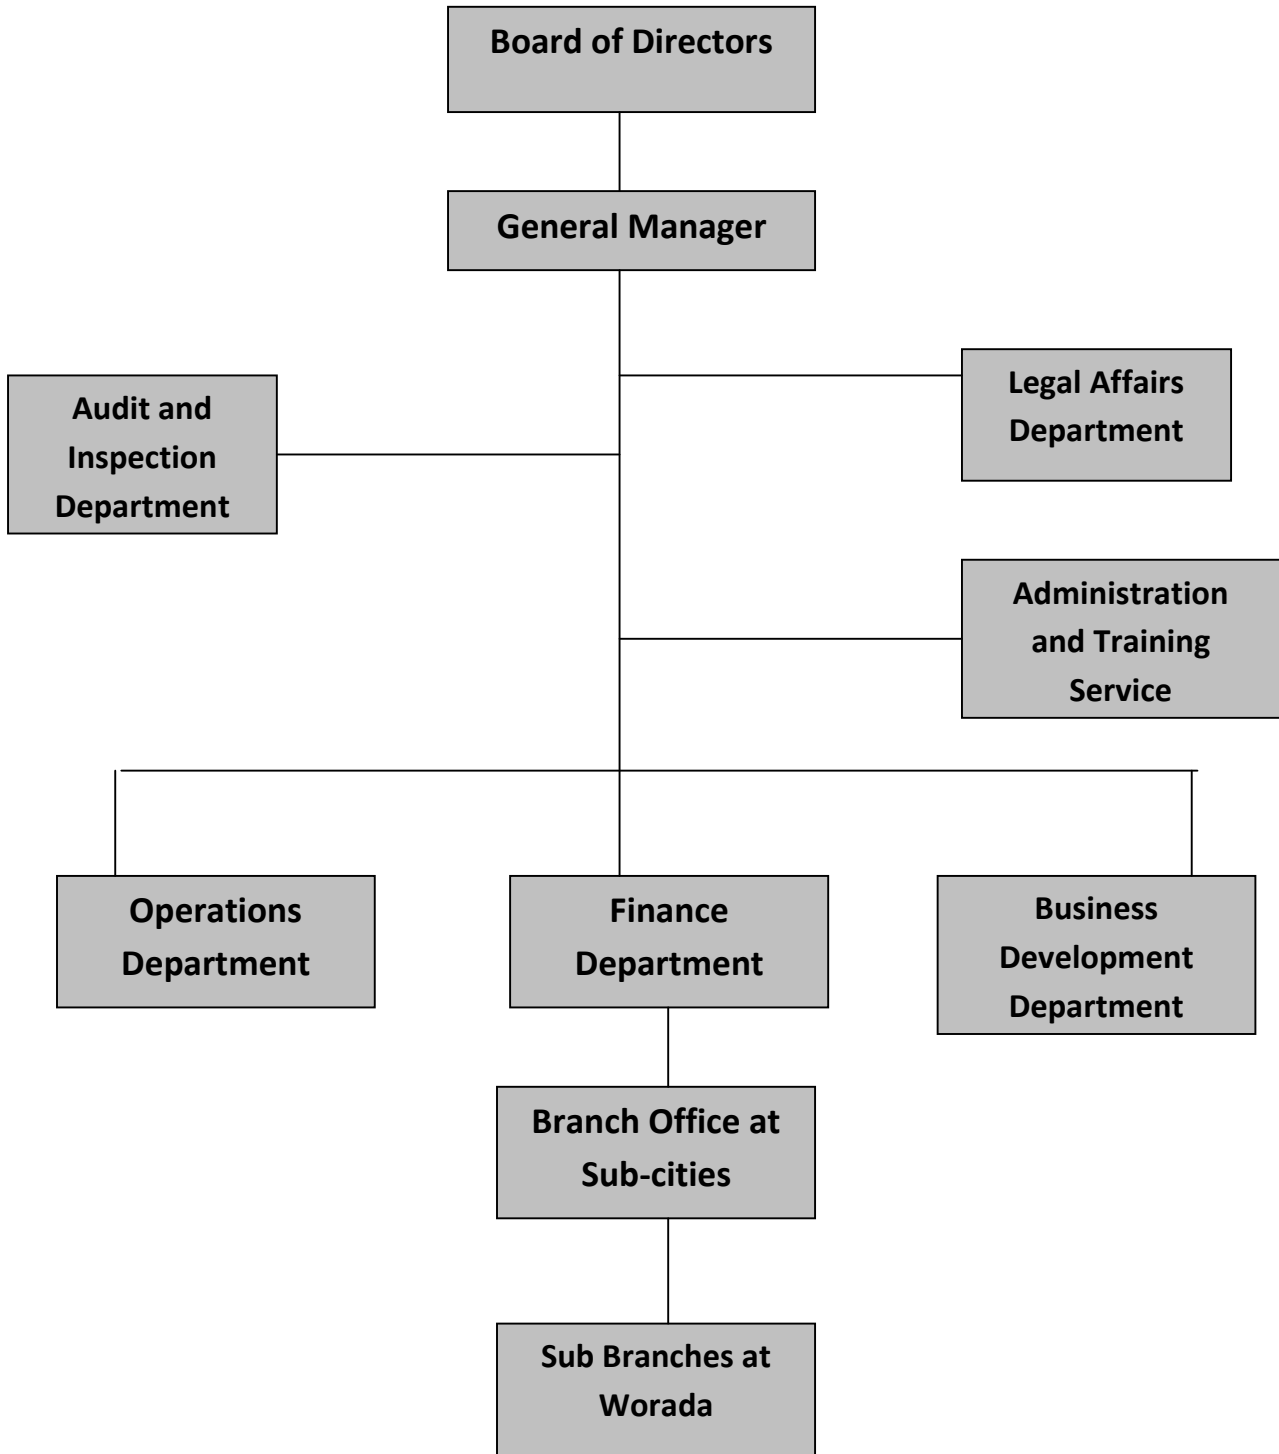 Board of Directors
General Manager
Legal Affairs
Department
Audit and
Inspection
Department
Administration
and Training
Service
Operations
Department
Finance
Department
Business
Development
Department
Branch Office at
Sub-cities
Sub Branches at
Worada